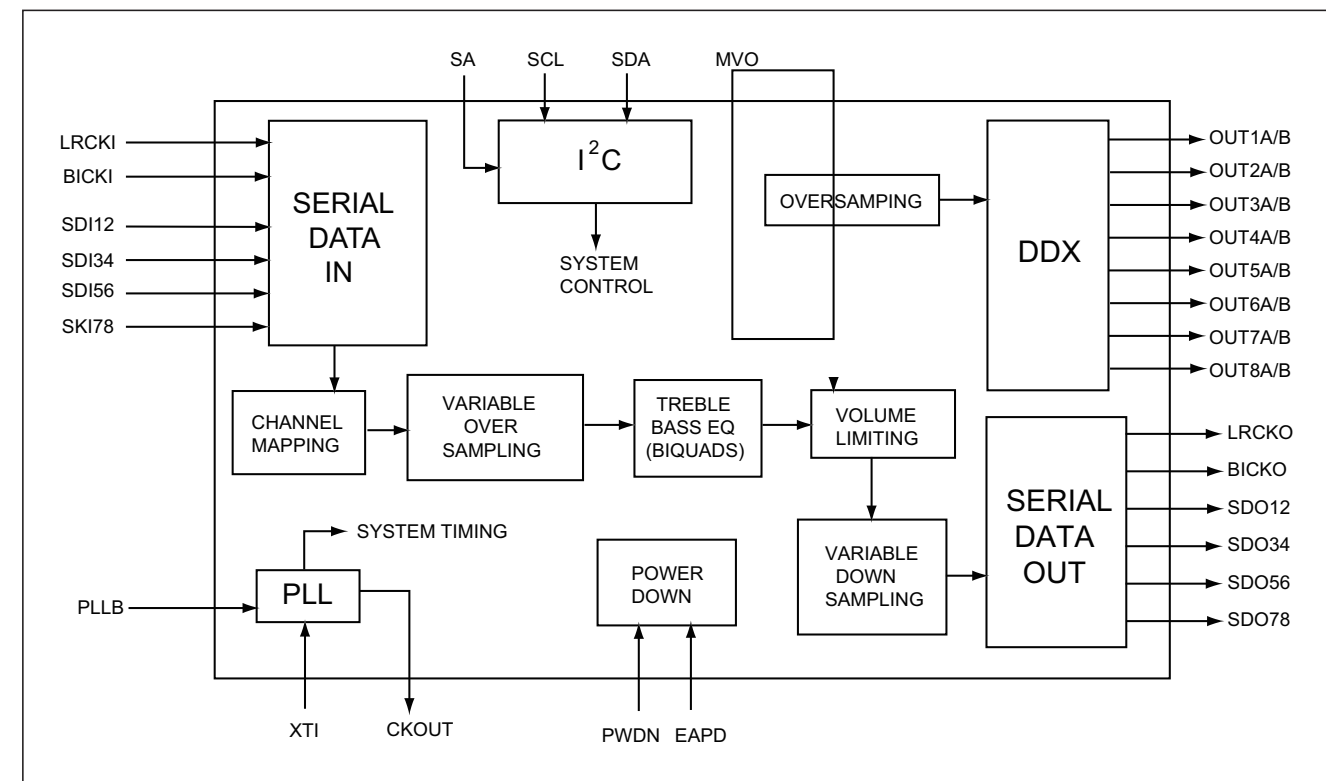 SA
SCL
SDA
MVO
LRCKI
BICKI
SDI12
SDI34
SDI56
SKI78
SERIAL
DATA
IN
I²C
SYSTEM
CONTROL
OVERSAMPING
DDX
OUT1A/B
OUT2A/B
OUT3A/B
OUT4A/B
OUT5A/B
OUT6A/B
OUT7A/B
OUT8A/B
CHANNEL
MAPPING
VARIABLE
OVER
SAMPLING
TREBLE
BASS EQ
(BIQUADS)
VOLUME
LIMITING
LRCKO
BICKO
SDO12
SDO34
SDO56
SDO78
SERIAL
DATA
OUT
SYSTEM TIMING
PLLB
PLL
POWER
DOWN
VARIABLE
DOWN
SAMPLING
XTI
CKOUT
PWDN
EAPD